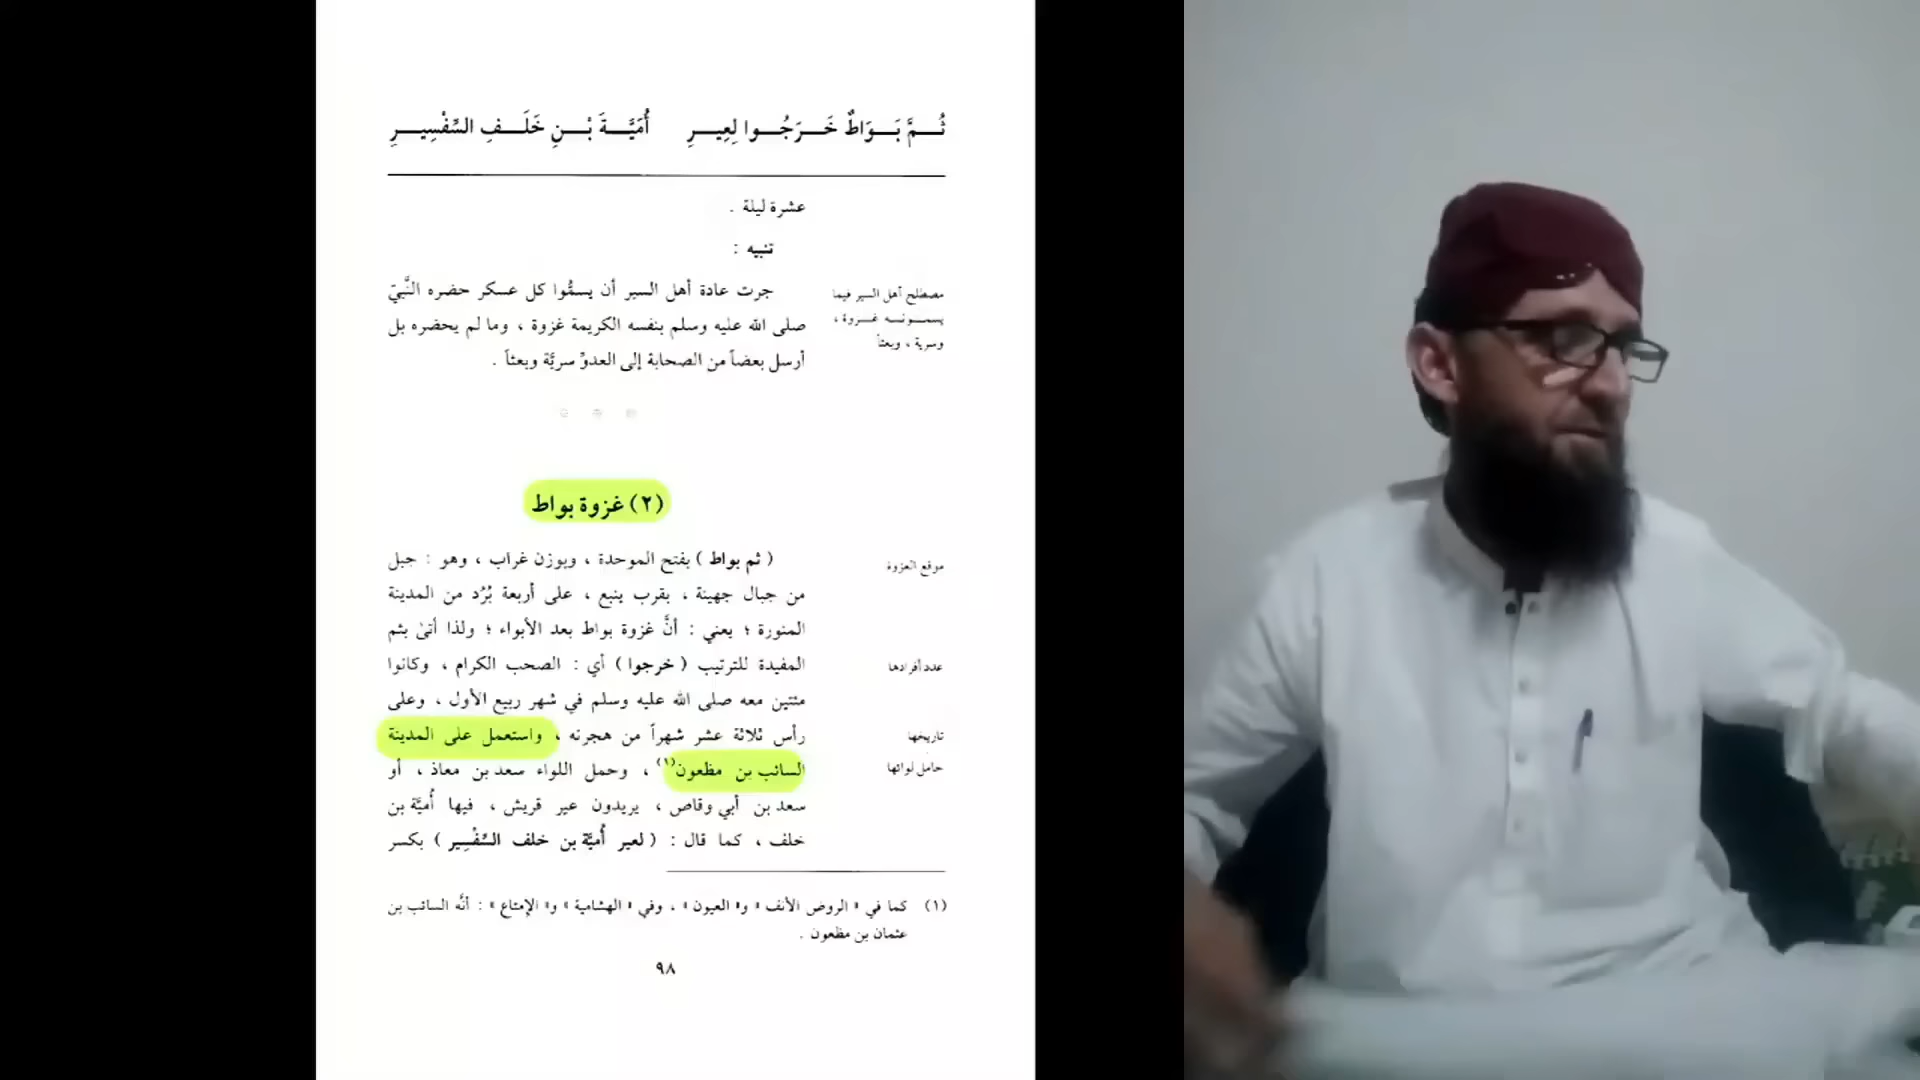 ثُمَّ بَوَاطٌ خَرَجُوا لِعِيرِ أُمَيَّةَ بْنِ خَلَفِ السِّفْسِيرِ
عشرة ليلة .
تنبيه :
جرت عادة أهل السير أن يسمُّوا كل عسكر حضره النَّبيّ
صلى الله عليه وسلم بنفسه الكريمة غزوة ، وما لم يحضره بل
أرسل بعضاً من الصحابة إلى العدوِّ سريَّة وبعثاً .
مصطلح أهل السير فيما
يسمونه غزوة ،
وسرية ، وبعثاً
(٢) غزوة بواط
( ثم بواط ) بفتح الموحدة ، وبوزن غراب ، وهو : جبل
من جبال جهينة ، بقرب ينبع ، على أربعة بُرُد من المدينة
المنورة ؛ يعني : أنَّ غزوة بواط بعد الأبواء ؛ ولذا أتىٰ بثم
المفيدة للترتيب ( خرجوا ) أي : الصحب الكرام ، وكانوا
مئتين معه صلى الله عليه وسلم في شهر ربيع الأول ، وعلى
رأس ثلاثة عشر شهراً من هجرته ، واستعمل على المدينة
السائب بن مظعون(١) ، وحمل اللواء سعد بن معاذ ، أو
سعد بن أبي وقاص ، يريدون عير قريش ، فيها أُميَّة بن
خلف ، كما قال : ( لعير أُميَّة بن خلف السِّفْسِير ) بكسر
موقع الغزوة
عدد أفرادها
تاريخها
حامل لوائها
(١) كما في « الروض الأنف » و« العيون » ، وفي « الهشامية » و« الإمتاع » : أنَّه السائب بن
عثمان بن مظعون .
٩٨